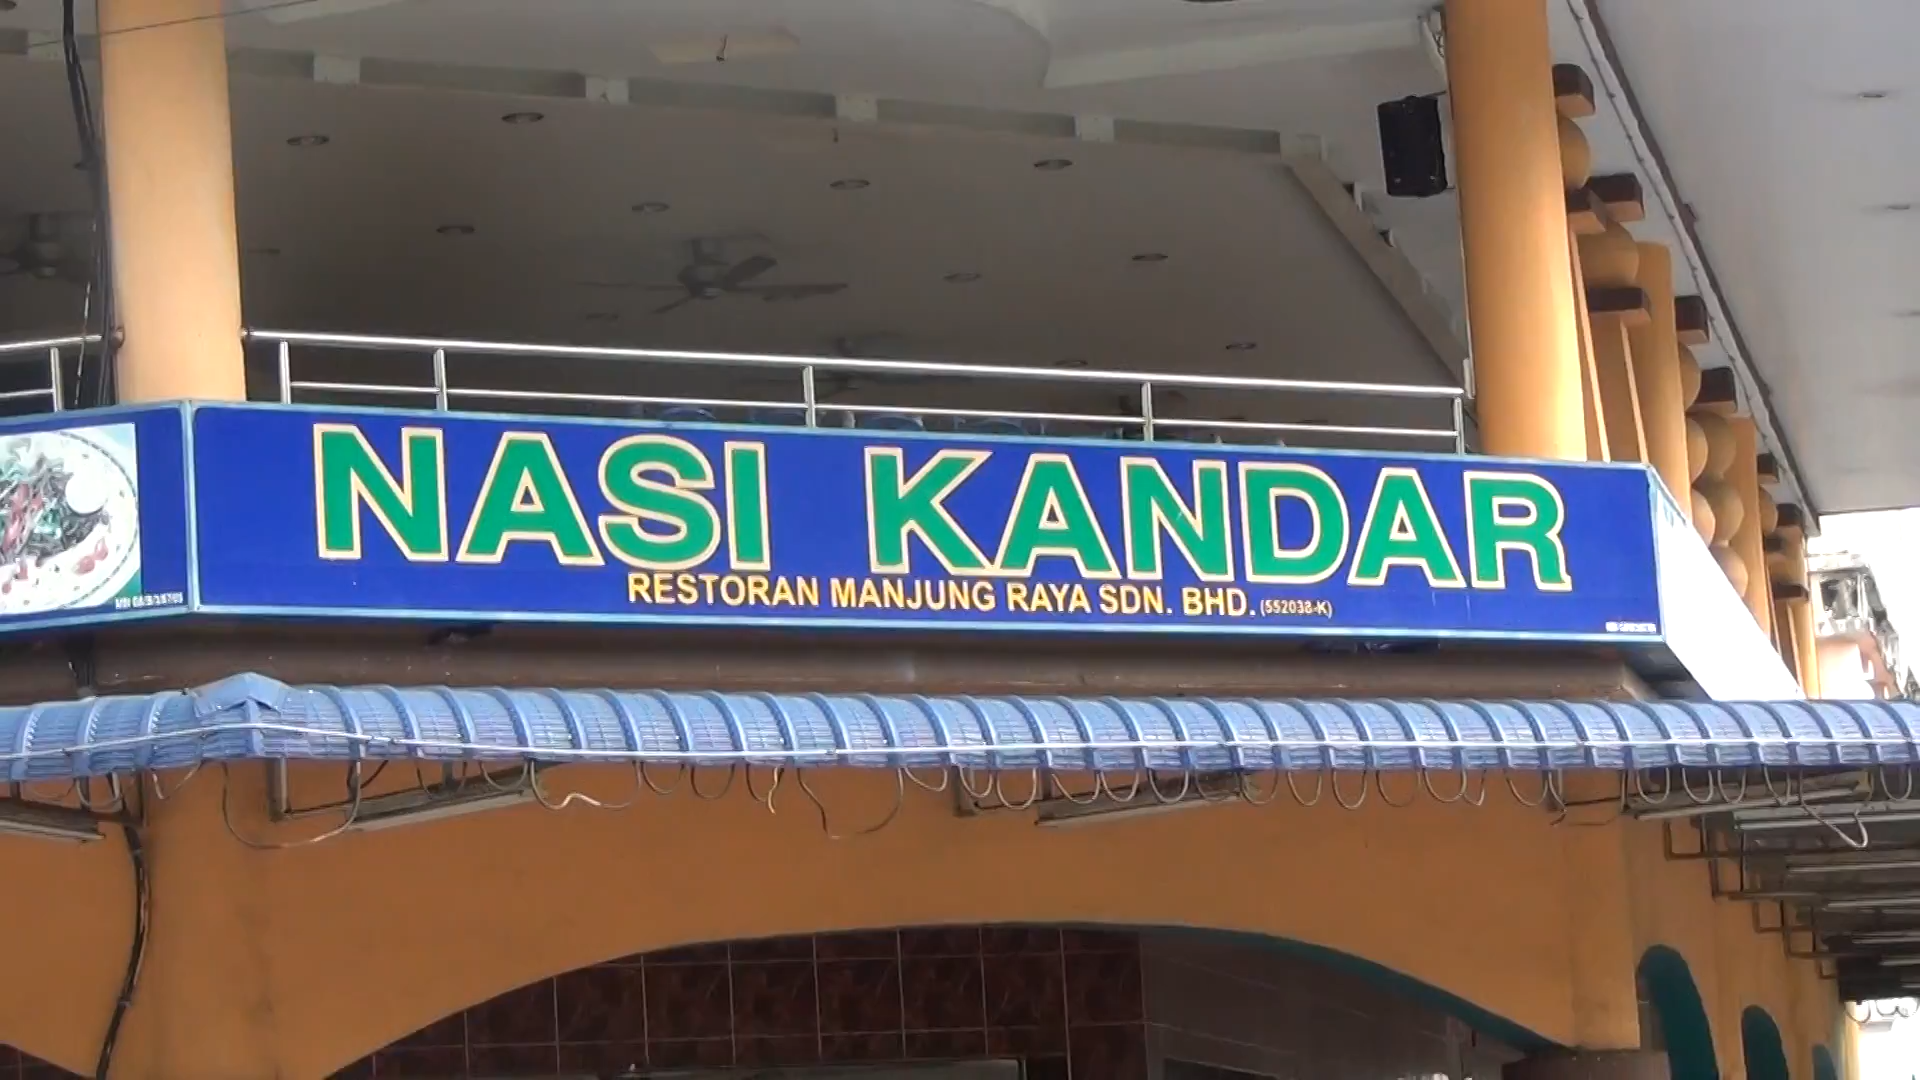 NASI KANDAR
RESTORAN MANJUNG RAYA SDN. BHD. (552038-K)